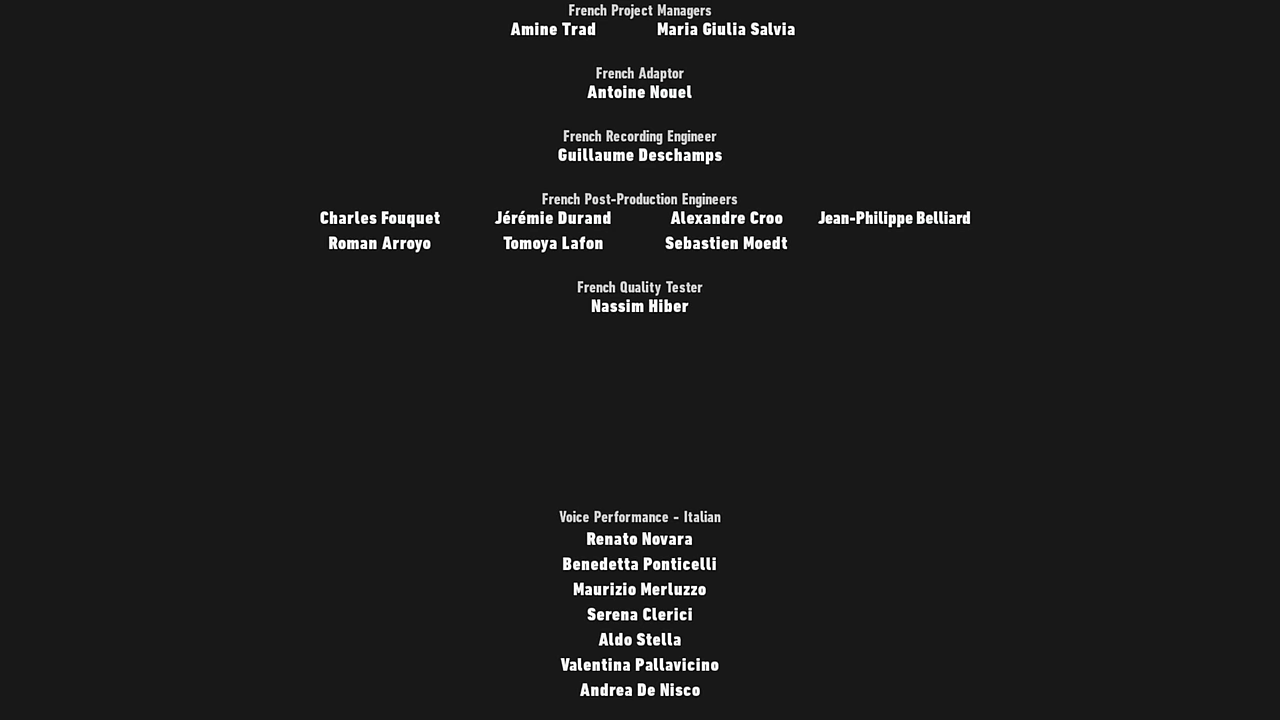 French Project Managers
Amine Trad Maria Giulia Salvia
French Adaptor
Antoine Nouel
French Recording Engineer
Guillaume Deschamps
French Post-Production Engineers
Charles Fouquet Jérémie Durand Alexandre Croo Jean-Philippe Belliard
Roman Arroyo Tomoya Lafon Sebastien Moedt
French Quality Tester
Nassim Hiber
Voice Performance - Italian
Renato Novara
Benedetta Ponticelli
Maurizio Merluzzo
Serena Clerici
Aldo Stella
Valentina Pallavicino
Andrea De Nisco